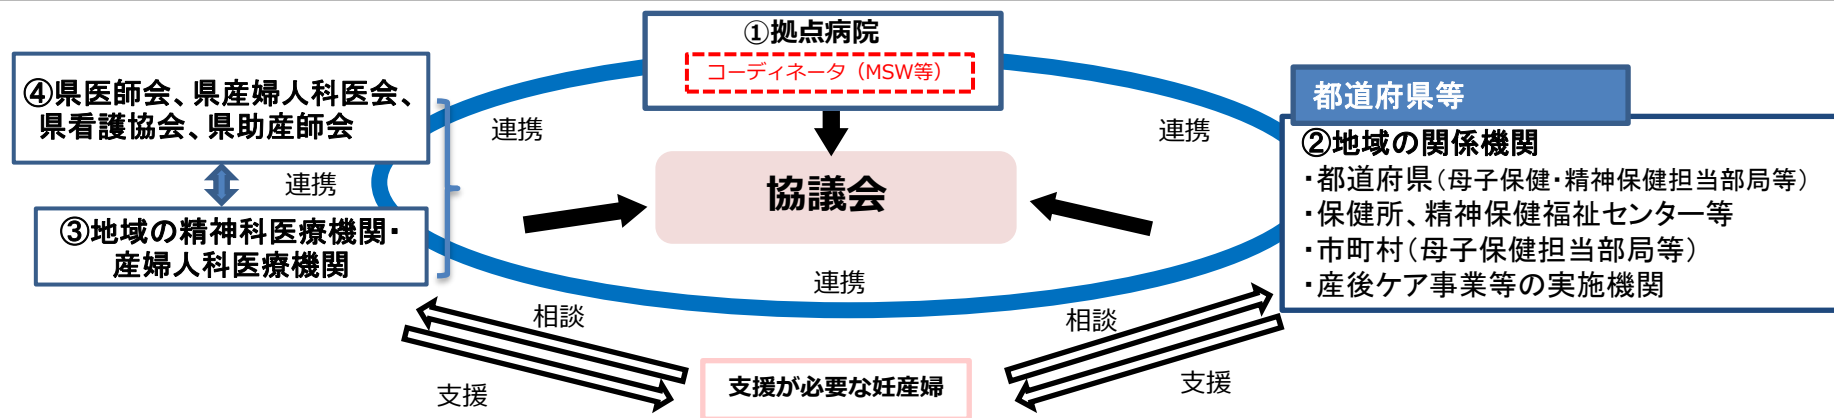 ①拠点病院
コーディネータ（MSW等）
④県医師会、県産婦人科医会、
県看護協会、県助産師会
連携
連携
都道府県等
②地域の関係機関
・都道府県（母子保健・精神保健担当部局等）
・保健所、精神保健福祉センター等
・市町村（母子保健担当部局等）
・産後ケア事業等の実施機関
連携
協議会
③地域の精神科医療機関・
産婦人科医療機関
連携
相談
相談
支援
支援が必要な妊産婦
支援